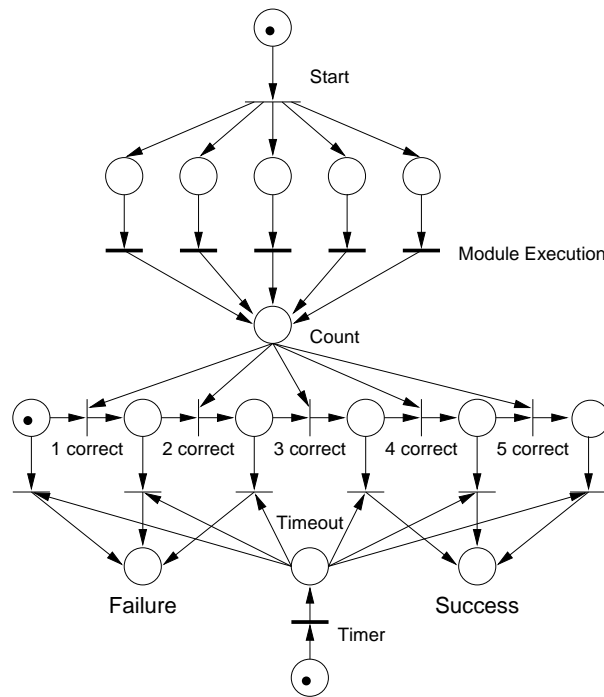 Start
Module Execution
Count
1 correct 2 correct 3 correct 4 correct 5 correct
Timeout
Failure Success
Timer